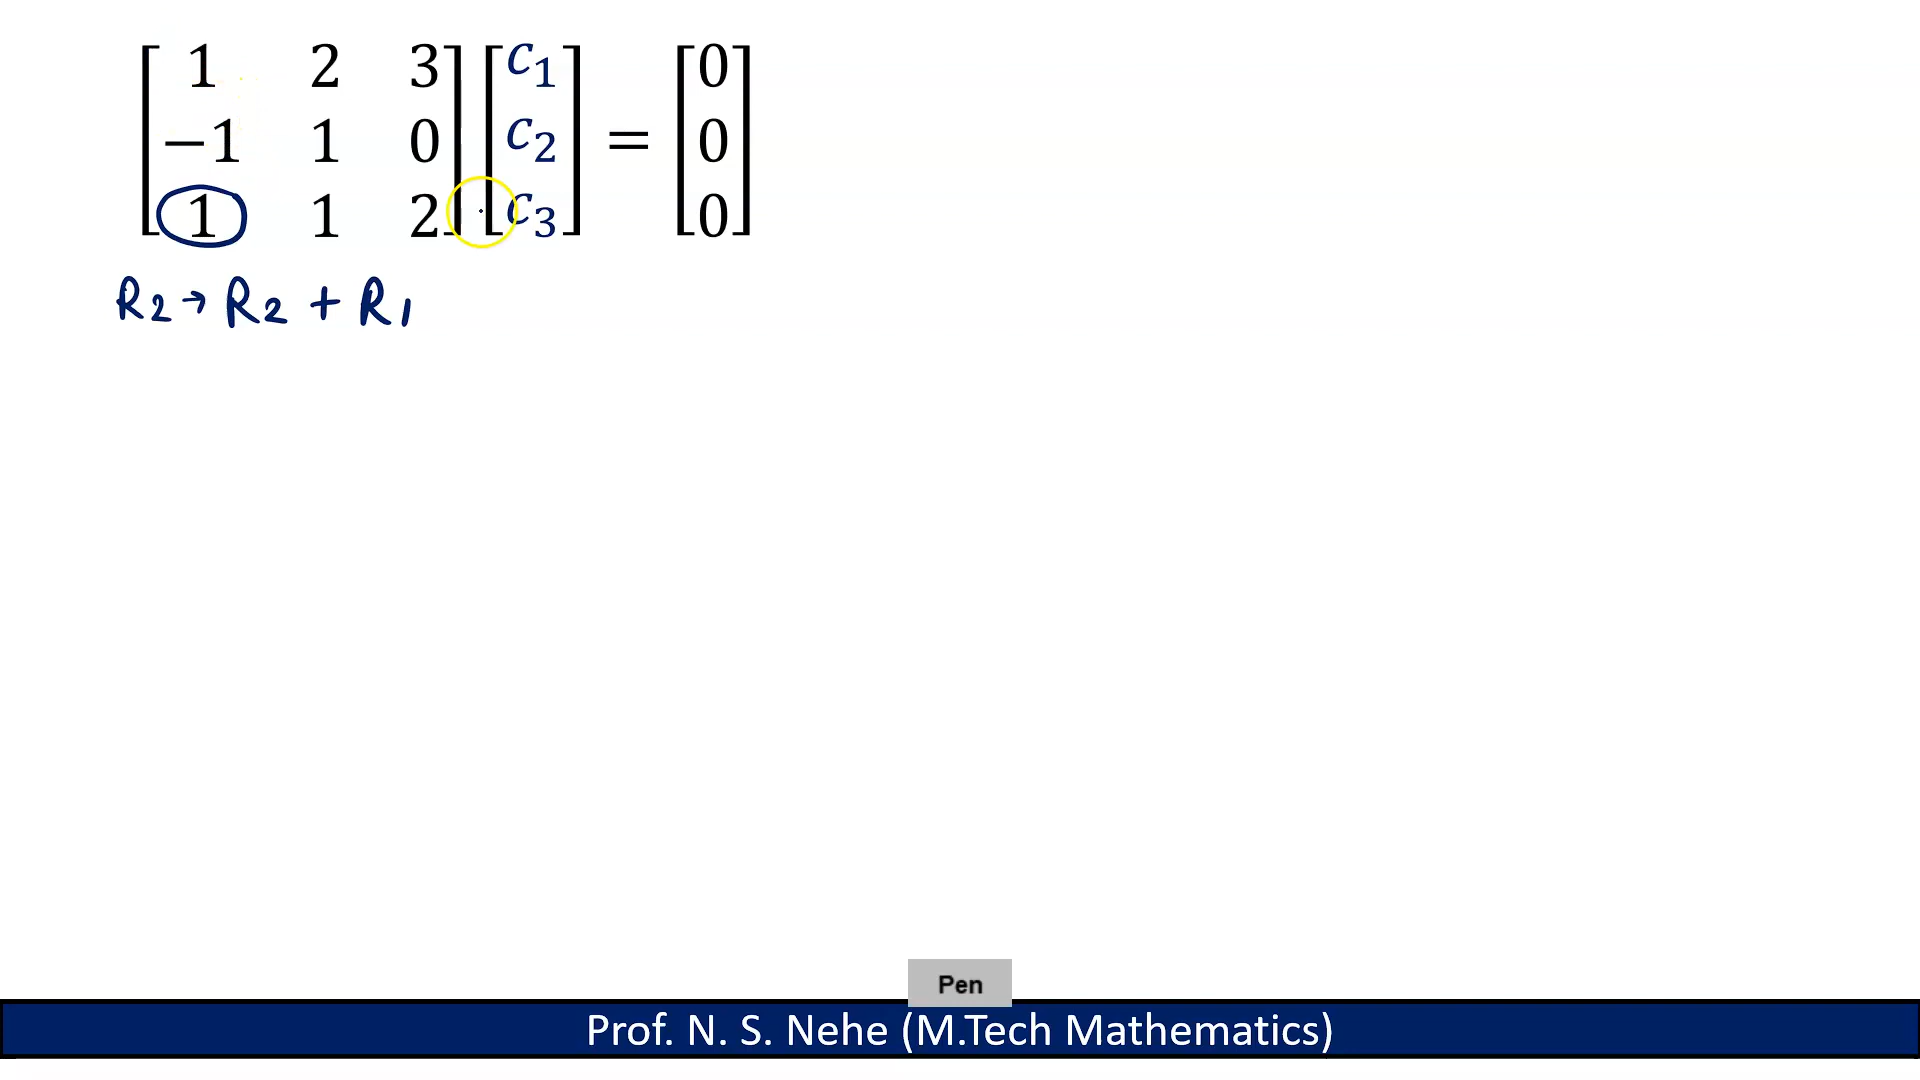 [1 2 3] [c₁] = [0]
[−1 1 0] [c₂] = [0]
[1 1 2] [c₃] = [0]
R₂ → R₂ + R₁
Pen
Prof. N. S. Nehe (M.Tech Mathematics)